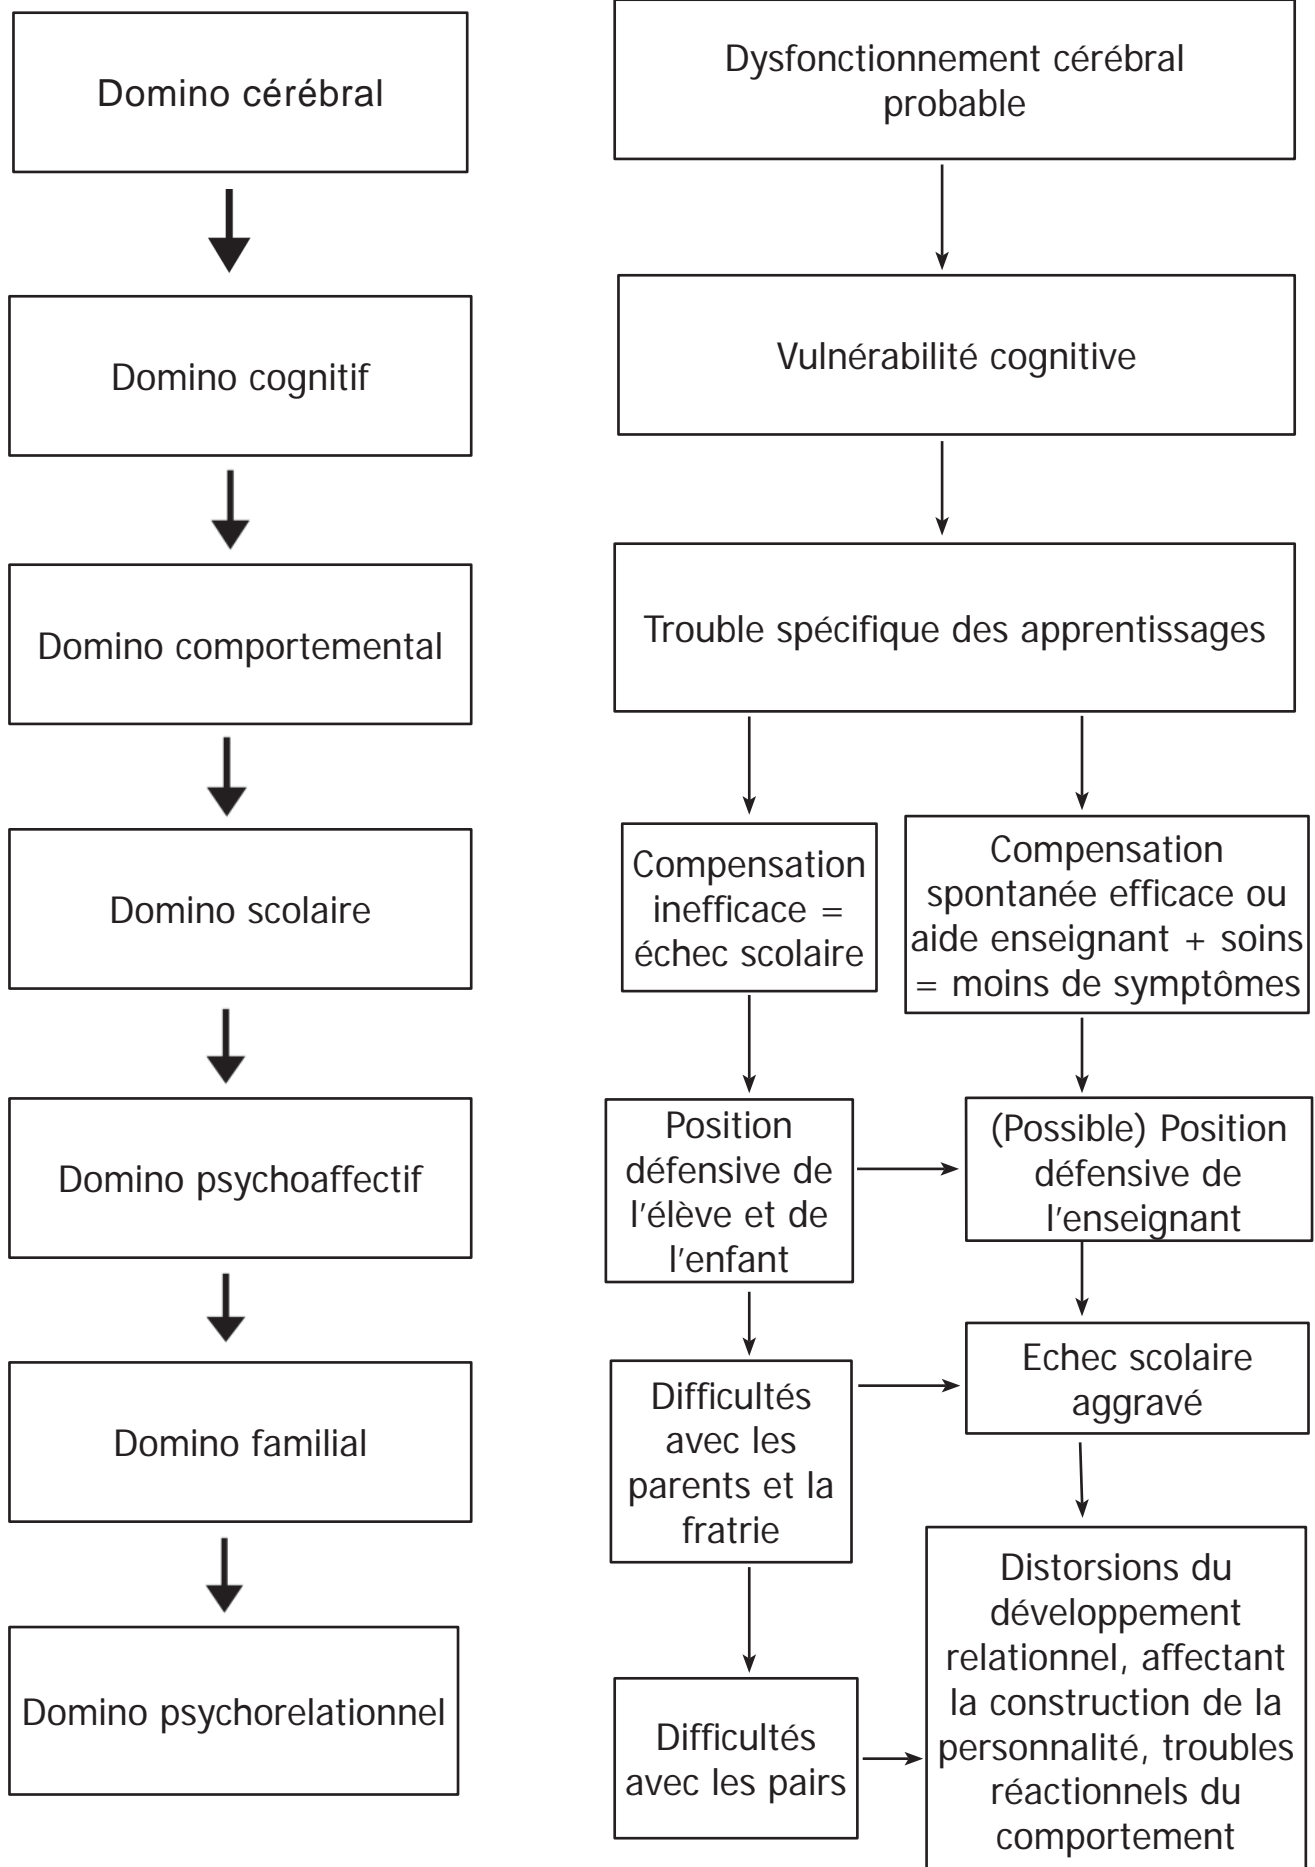 Domino cérébral
Dysfonctionnement cérébral
probable
Domino cognitif
Vulnérabilité cognitive
Domino comportemental
Trouble spécifique des apprentissages
Domino scolaire
Compensation
inefficace =
échec scolaire
Compensation
spontanée efficace ou
aide enseignant + soins
= moins de symptômes
Domino psychoaffectif
Position
défensive de
l'élève et de
l'enfant
(Possible) Position
défensive de
l'enseignant
Domino familial
Difficultés
avec les
parents et la
fratrie
Echec scolaire
aggravé
Domino psychorelationnel
Difficultés
avec les pairs
Distorsions du
développement
relationnel, affectant
la construction de la
personnalité, troubles
réactionnels du
comportement